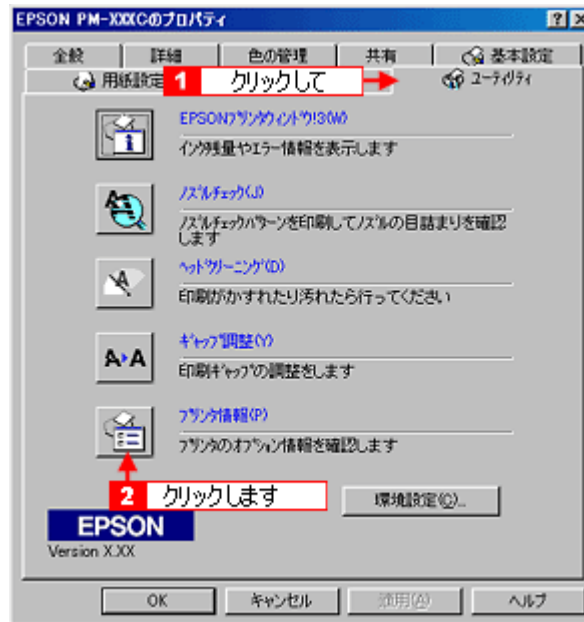 EPSON PM-XXXCのプロパティ
全般
詳細
色の管理
共有
基本設定
用紙設定
1 クリックして
ユーティリティ
EPSONプリンタウィンドウ!3(W)
インク残量やエラー情報を表示します
ノズルチェック(J)
ノズルチェックパターンを印刷してノズルの目詰まりを確認
します
ヘッドクリーニング(D)
印刷がかすれたり汚れたら行ってください
ギャップ調整(Y)
印刷ギャップの調整をします
プリンタ情報(P)
プリンタのオプション情報を確認します
2 クリックします
環境設定(C)...
EPSON
Version X.XX
OK
キャンセル
適用(A)
ヘルプ